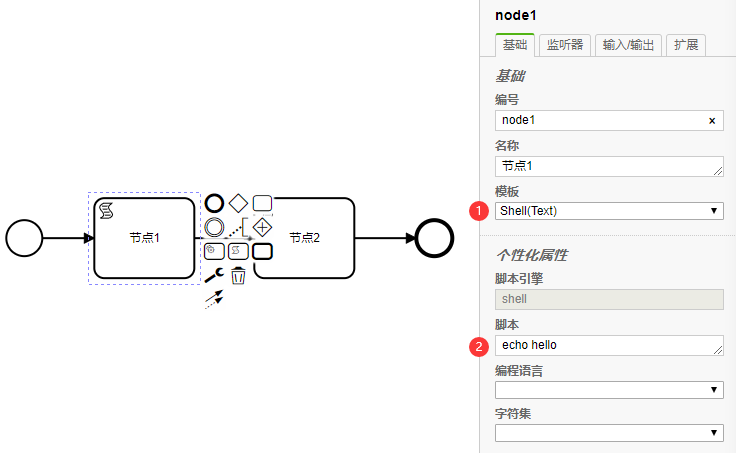 node1
基础 监听器 输入/输出 扩展
基础
编号
node1 ×
名称
节点1
模板
1 Shell(Text)
个性化属性
脚本引擎
shell
脚本
2 echo hello
编程语言
字符集
节点1 节点2